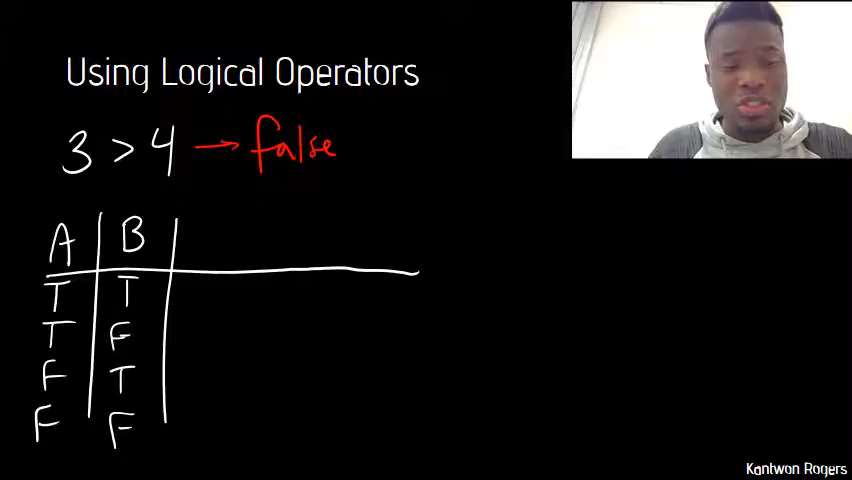 Using Logical Operators
3 > 4 → false
A B
T T
T F
F T
F F
Kantwon Rogers